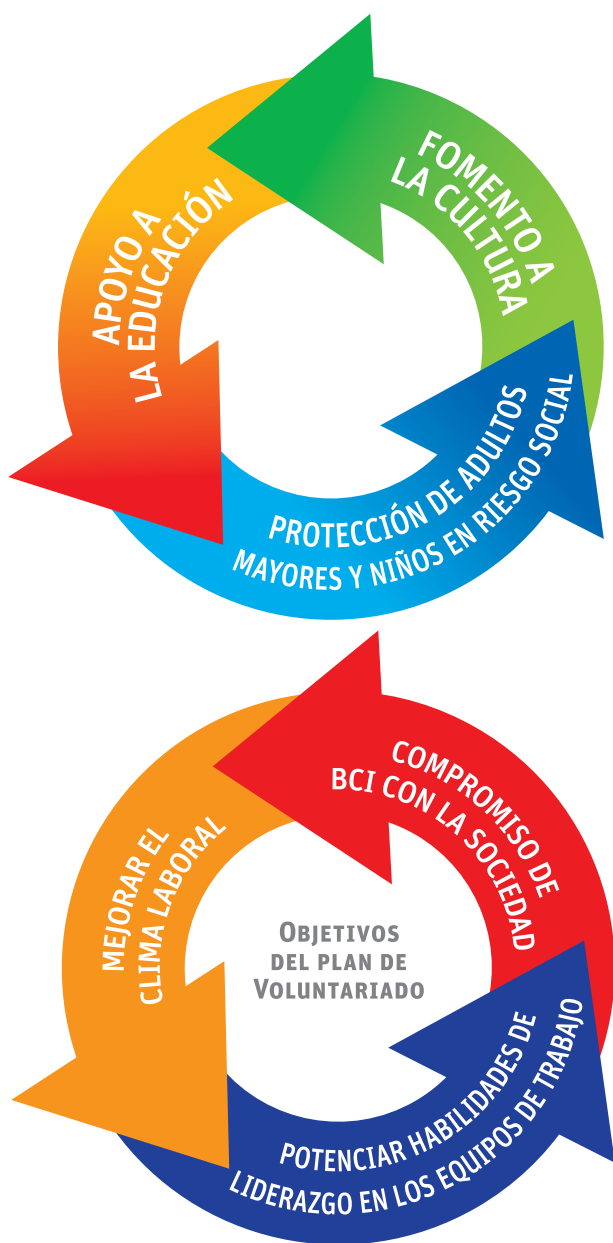 APOYO A
LA EDUCACIÓN
FOMENTO A
LA CULTURA
PROTECCIÓN DE ADULTOS
MAYORES Y NIÑOS EN RIESGO SOCIAL
COMPROMISO DE
BCI CON LA SOCIEDAD
MEJORAR EL
CLIMA LABORAL
OBJETIVOS
DEL PLAN DE
VOLUNTARIADO
POTENCIAR HABILIDADES DE
LIDERAZGO EN LOS EQUIPOS DE TRABAJO